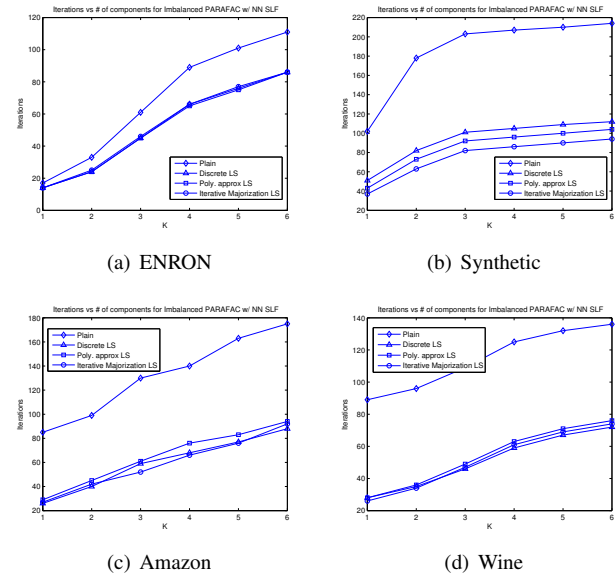 Iterations vs # of components for Imbalanced PARAFAC w/ NN SLF
120
100
80
60
40
20
0
Iterations
1 2 3 4 5 6
K
Plain
Discrete LS
Poly. approx LS
Iterative Majorization LS
(a) ENRON
Iterations vs # of components for Imbalanced PARAFAC w/ NN SLF
220
200
180
160
140
120
100
80
60
40
20
Iterations
1 2 3 4 5 6
K
Plain
Discrete LS
Poly. approx LS
Iterative Majorization LS
(b) Synthetic
Iterations vs # of components for Imbalanced PARAFAC w/ NN SLF
180
160
140
120
100
80
60
40
20
Iterations
1 2 3 4 5 6
K
Plain
Discrete LS
Poly. approx LS
Iterative Majorization LS
(c) Amazon
Iterations vs # of components for Imbalanced PARAFAC w/ NN SLF
140
120
100
80
60
40
20
Iterations
1 2 3 4 5 6
K
Plain
Discrete LS
Poly. approx LS
Iterative Majorization LS
(d) Wine